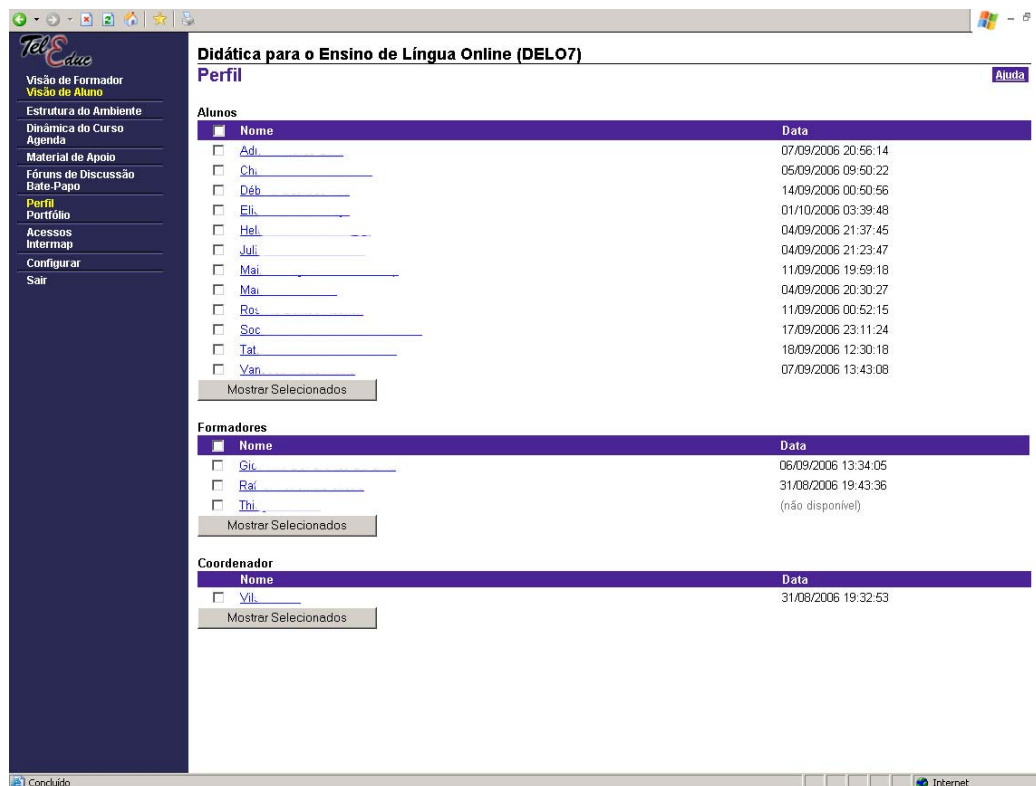 TelEduc
Didática para o Ensino de Língua Online (DELO7)
Perfil
Ajuda
Visão de Formador
Visão de Aluno
Estrutura do Ambiente
Dinâmica do Curso
Agenda
Material de Apoio
Fóruns de Discussão
Bate-Papo
Perfil
Portfólio
Acessos
Intermap
Configurar
Sair
Alunos
Nome Data
07/09/2006 20:56:14
05/09/2006 09:50:22
Déb 14/09/2006 00:50:56
01/10/2006 03:39:48
Hel 04/09/2006 21:37:45
Juli 04/09/2006 21:23:47
Mai 11/09/2006 19:59:18
04/09/2006 20:30:27
11/09/2006 00:52:15
Soc 17/09/2006 23:11:24
Tat 18/09/2006 12:30:18
Van 07/09/2006 13:43:08
Mostrar Selecionados
Formadores
Nome Data
06/09/2006 13:34:05
31/08/2006 19:43:36
Thi (não disponível)
Mostrar Selecionados
Coordenador
Nome Data
31/08/2006 19:32:53
Mostrar Selecionados
Concluído Internet